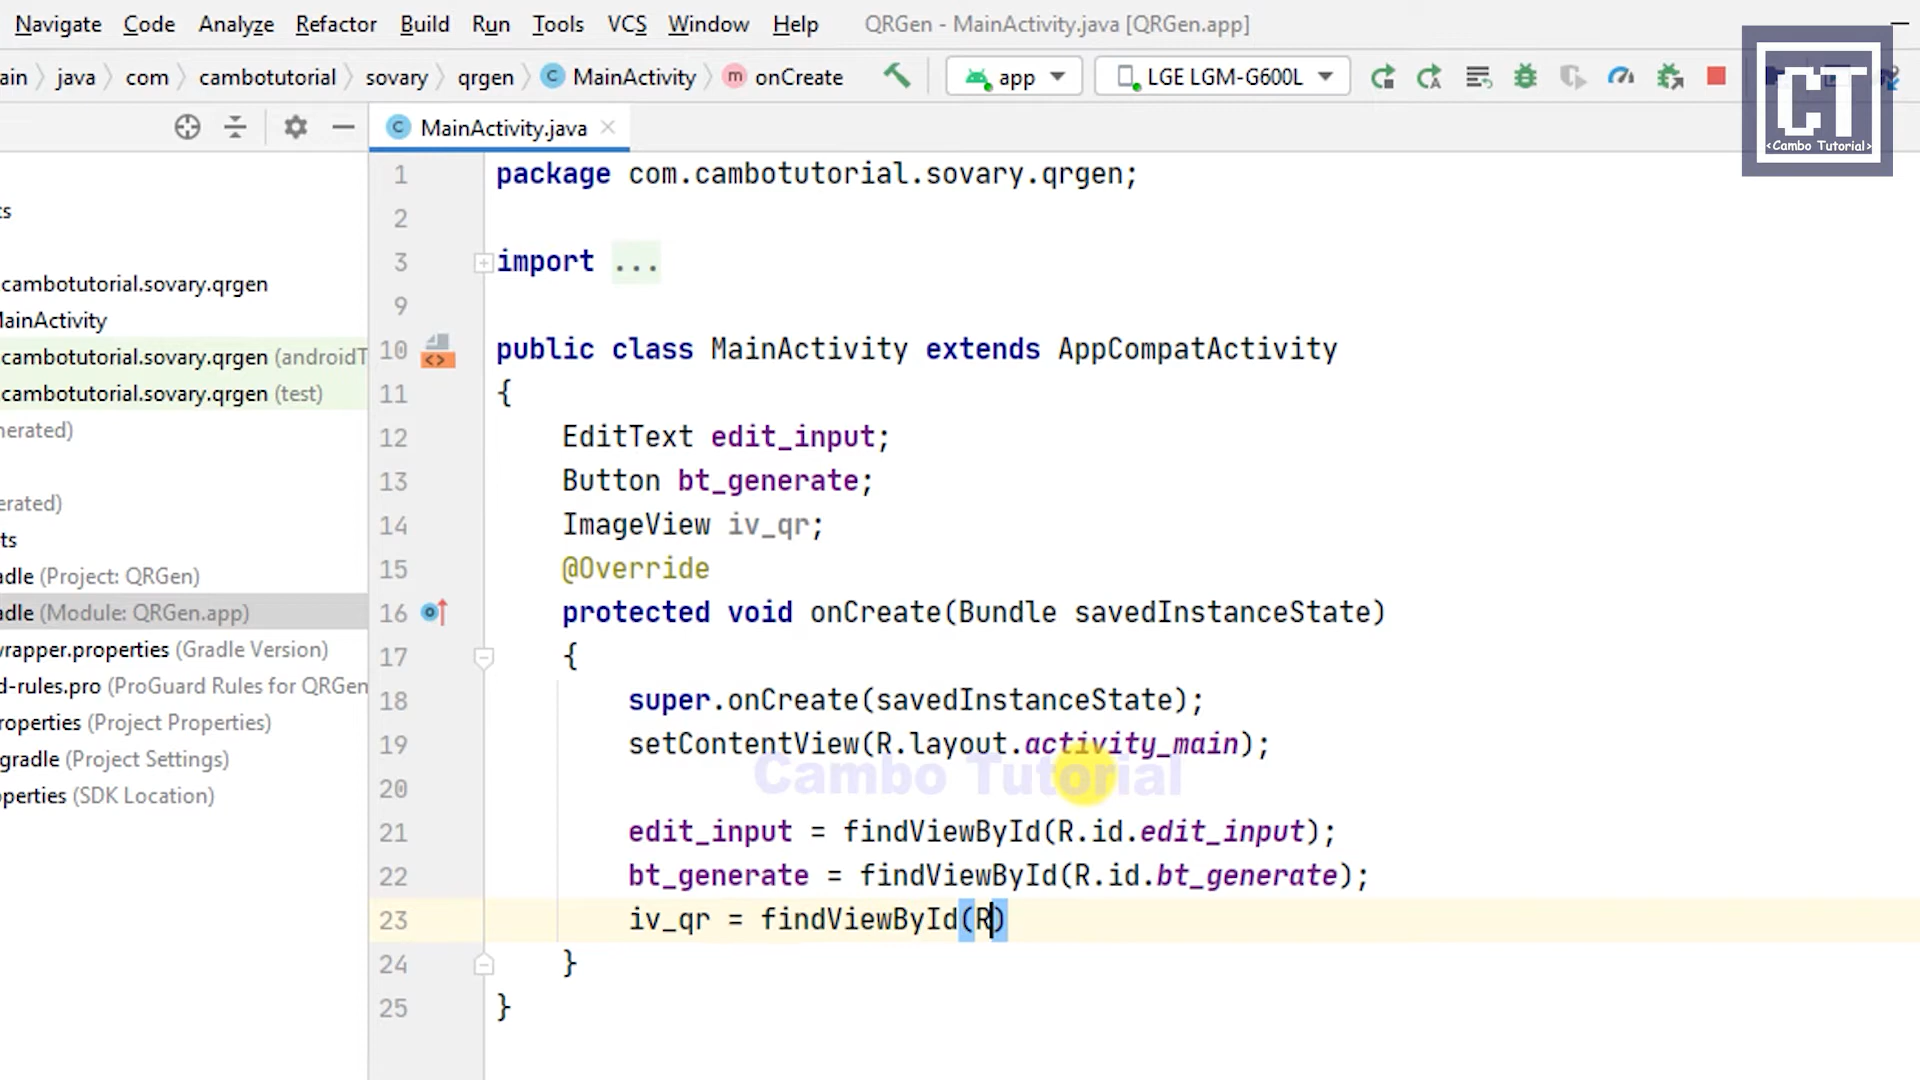 Navigate Code Analyze Refactor Build Run Tools VCS Window Help QRGen - MainActivity.java [QRGen.app]
ain java com cambotutorial sovary qrgen C MainActivity m onCreate app LGE LGM-G600L
CT
<Cambo Tutorial>
C MainActivity.java
ts
cambotutorial.sovary.qrgen
MainActivity
cambotutorial.sovary.qrgen (androidT
cambotutorial.sovary.qrgen (test)
nerated)
erated)
ts
adle (Project: QRGen)
adle (Module: QRGen.app)
wrapper.properties (Gradle Version)
d-rules.pro (ProGuard Rules for QRGen
roperties (Project Properties)
gradle (Project Settings)
operties (SDK Location)
1 package com.cambotutorial.sovary.qrgen;
2
3 import ...
9
10 public class MainActivity extends AppCompatActivity
11 {
12 EditText edit_input;
13 Button bt_generate;
14 ImageView iv_qr;
15 @Override
16 protected void onCreate(Bundle savedInstanceState)
17 {
18 super.onCreate(savedInstanceState);
19 setContentView(R.layout.activity_main);
Cambo Tutorial
20
21 edit_input = findViewById(R.id.edit_input);
22 bt_generate = findViewById(R.id.bt_generate);
23 iv_qr = findViewById(R)
24 }
25 }